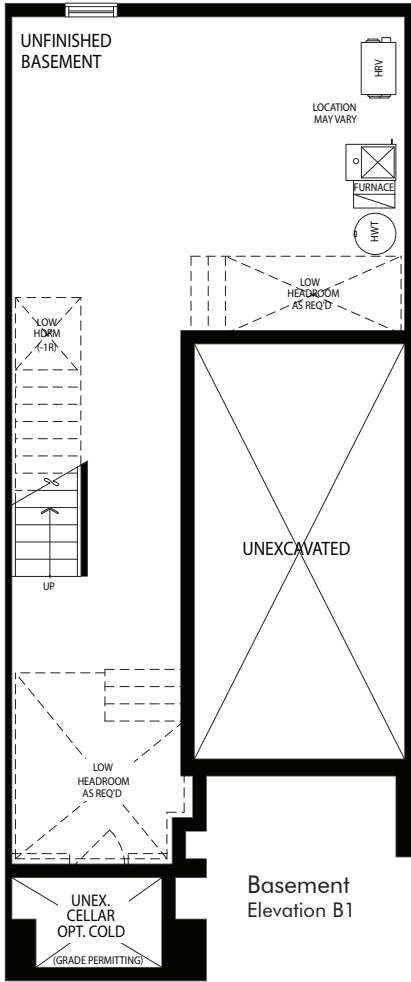 UNFINISHED
BASEMENT
HRV
LOCATION
MAY VARY
FURNACE
HWT
LOW
HEADROOM
AS REQ'D
LOW
HDRM
(-1R)
UNEXCAVATED
UP
LOW
HEADROOM
AS REQ'D
UNEX.
CELLAR
OPT. COLD
(GRADE PERMITTING)
Basement
Elevation B1